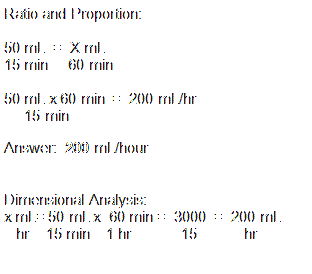 Ratio and Proportion:
50 mL :: X mL.
15 min 60 min
50 mL x 60 min :: 200 mL/hr
15 min
Answer: 200 mL/hour
Dimensional Analysis:
x mL :: 50 mL x 60 min :: 3000 :: 200 mL.
hr 15 min 1 hr 15 hr